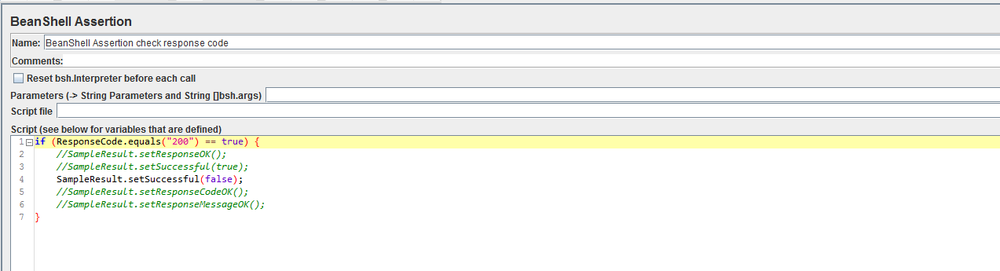 BeanShell Assertion
Name: BeanShell Assertion check response code
Comments:
Reset bsh.Interpreter before each call
Parameters (-> String Parameters and String []bsh.args)
Script file
Script (see below for variables that are defined)
1 if (ResponseCode.equals("200") == true) {
2 //SampleResult.setResponseOK();
3 //SampleResult.setSuccessful(true);
4 SampleResult.setSuccessful(false);
5 //SampleResult.setResponseCodeOK();
6 //SampleResult.setResponseMessageOK();
7 }